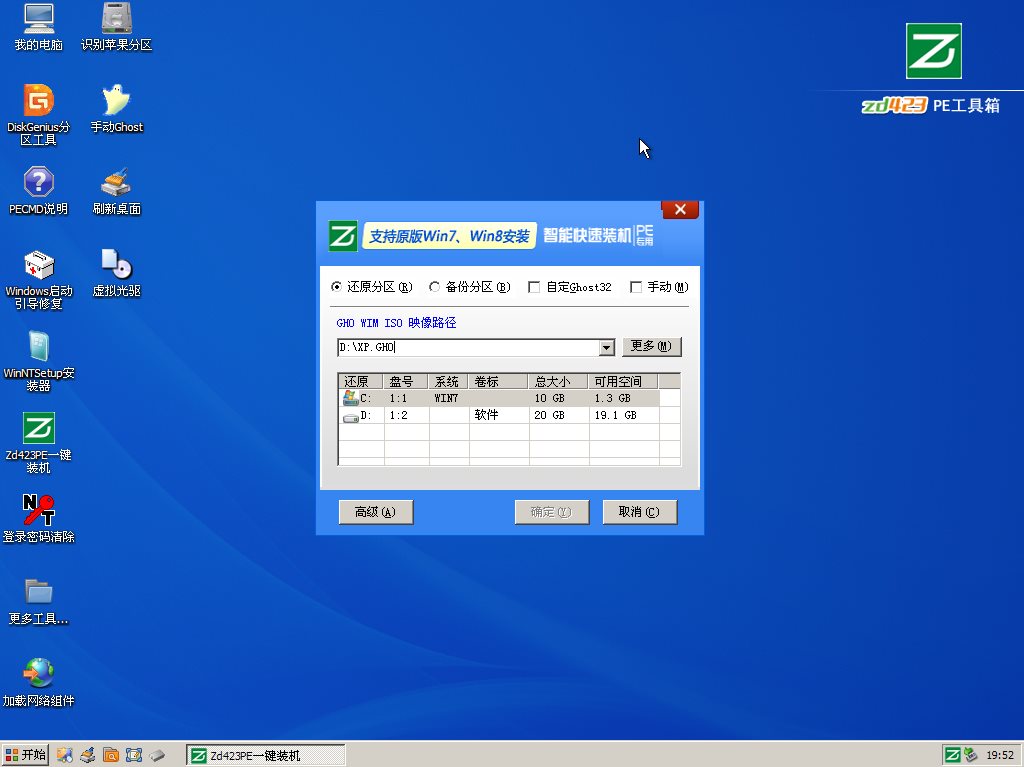 我的电脑
识别苹果分区
DiskGenius分
区工具
手动Ghost
PECMD说明
刷新桌面
Windows启动
引导修复
虚拟光驱
WinNTSetup安
装器
Zd423PE一键
装机
登录密码清除
更多工具...
加载网络组件
zd423 PE工具箱
支持原版Win7、Win8安装 智能快速装机 PE专用
还原分区(R) 备份分区(B) 自定Ghost32 手动(M)
GHO WIM ISO 映像路径
D:\XP.GHO 更多(M)
还原 盘号 系统 卷标 总大小 可用空间
C: 1:1 WIN7 10 GB 1.3 GB
D: 1:2 软件 20 GB 19.1 GB
高级(A) 确定(Y) 取消(C)
开始 Zd423PE一键装机 19:52